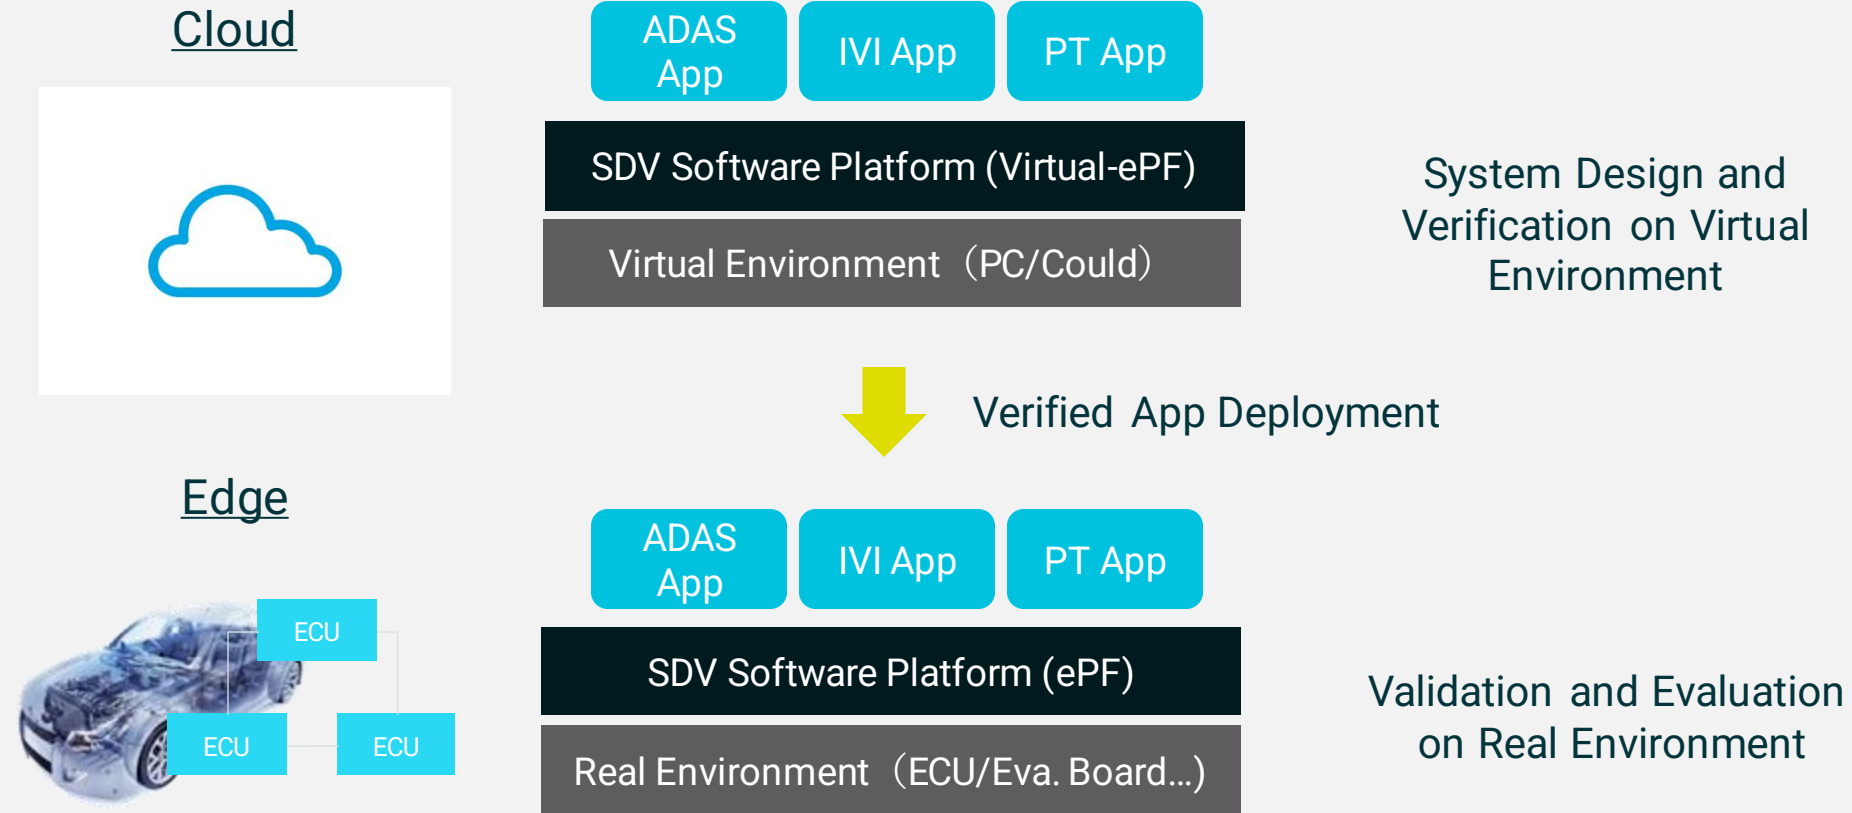 Cloud
ADAS
App
IVI App
PT App
SDV Software Platform (Virtual-ePF)
Virtual Environment（PC/Could）
System Design and
Verification on Virtual
Environment
Verified App Deployment
Edge
ADAS
App
IVI App
PT App
ECU
ECU
ECU
SDV Software Platform (ePF)
Real Environment（ECU/Eva. Board...)
Validation and Evaluation
on Real Environment